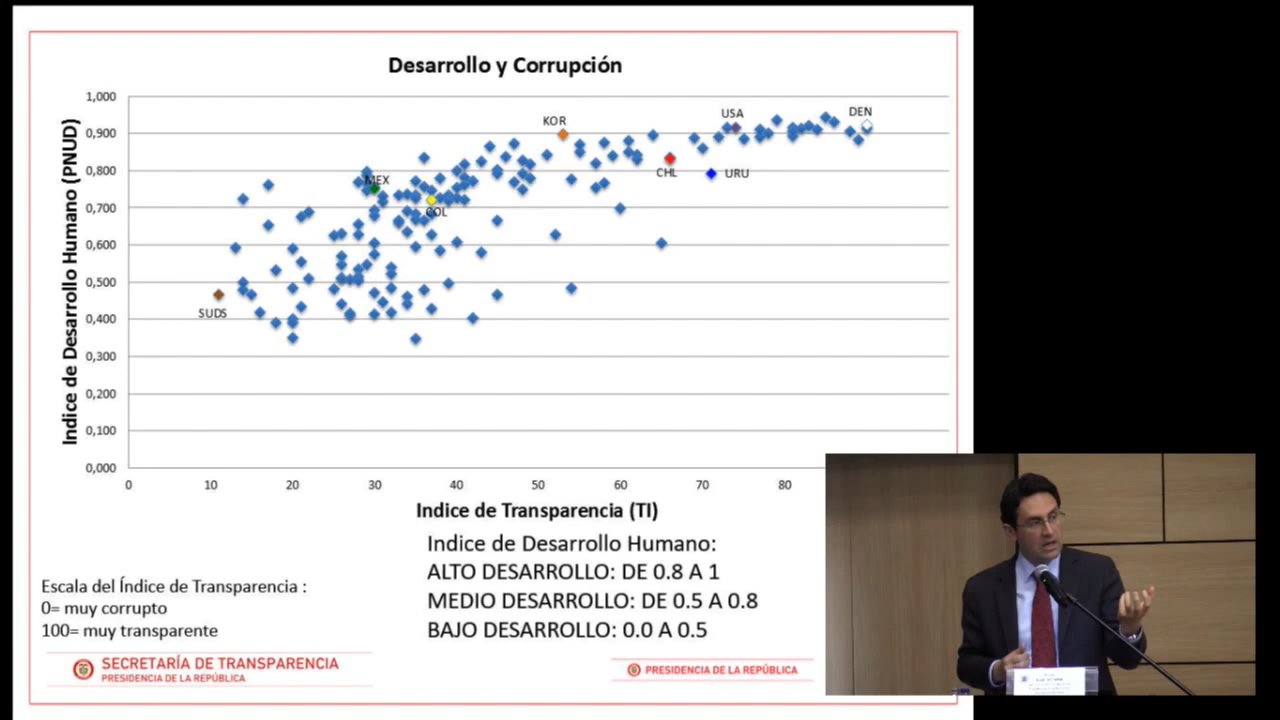 Desarrollo y Corrupción
Indice de Desarrollo Humano (PNUD)
1,000
0,900
0,800
0,700
0,600
0,500
0,400
0,300
0,200
0,100
0,000
KOR
USA
DEN
MEX
CHL
URU
COL
SUDS
0 10 20 30 40 50 60 70 80
Indice de Transparencia (TI)
Indice de Desarrollo Humano:
ALTO DESARROLLO: DE 0.8 A 1
MEDIO DESARROLLO: DE 0.5 A 0.8
BAJO DESARROLLO: 0.0 A 0.5
Escala del Índice de Transparencia :
0= muy corrupto
100= muy transparente
SECRETARÍA DE TRANSPARENCIA
PRESIDENCIA DE LA REPÚBLICA
PRESIDENCIA DE LA REPÚBLICA